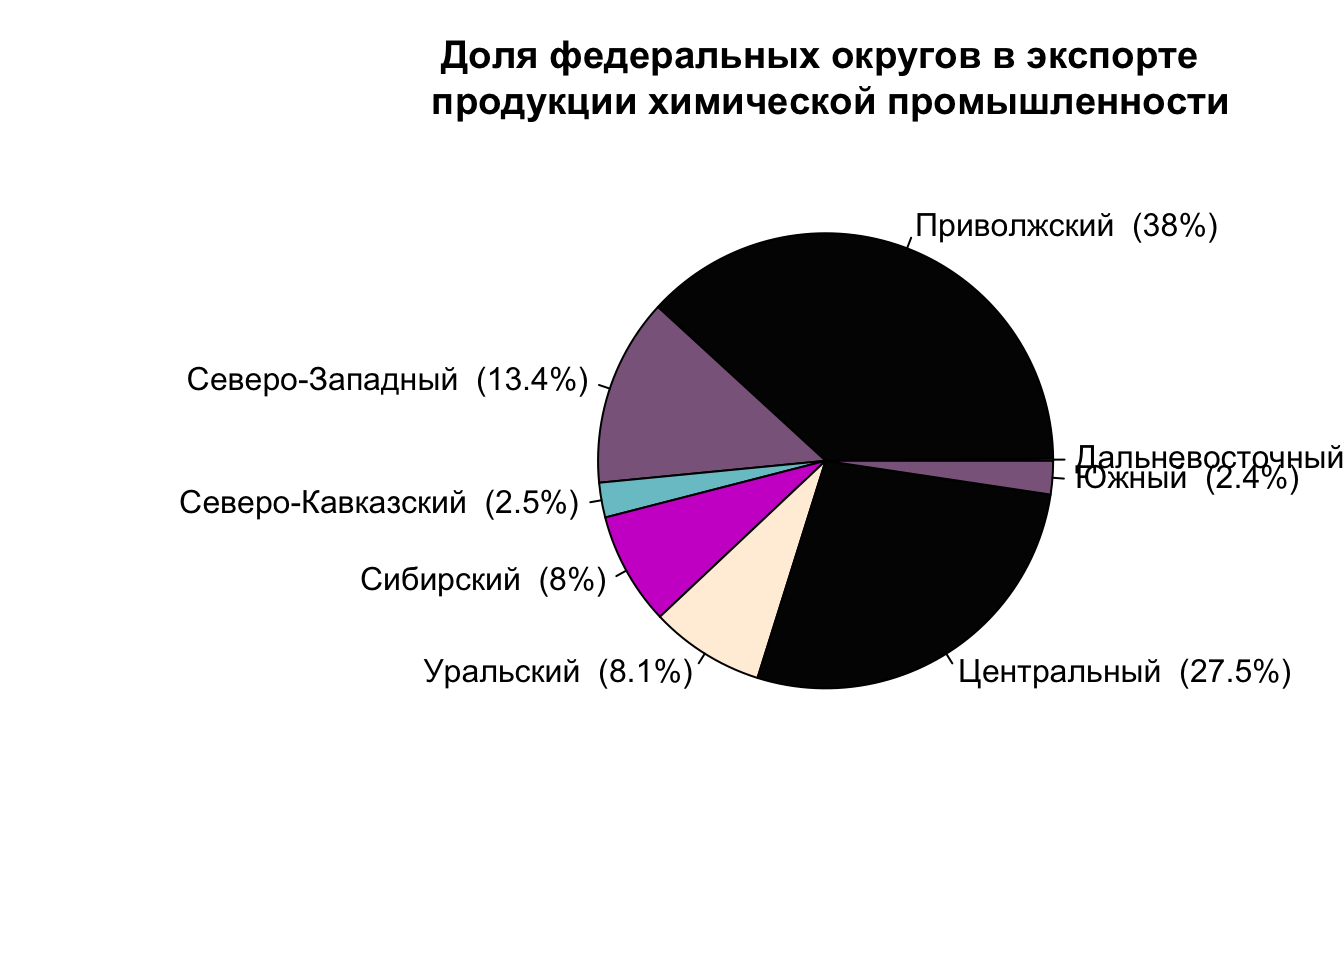 Доля федеральных округов в экспорте
продукции химической промышленности
Приволжский (38%)
Северо-Западный (13.4%)
Дальневосточный
Южный (2.4%)
Северо-Кавказский (2.5%)
Сибирский (8%)
Уральский (8.1%)
Центральный (27.5%)